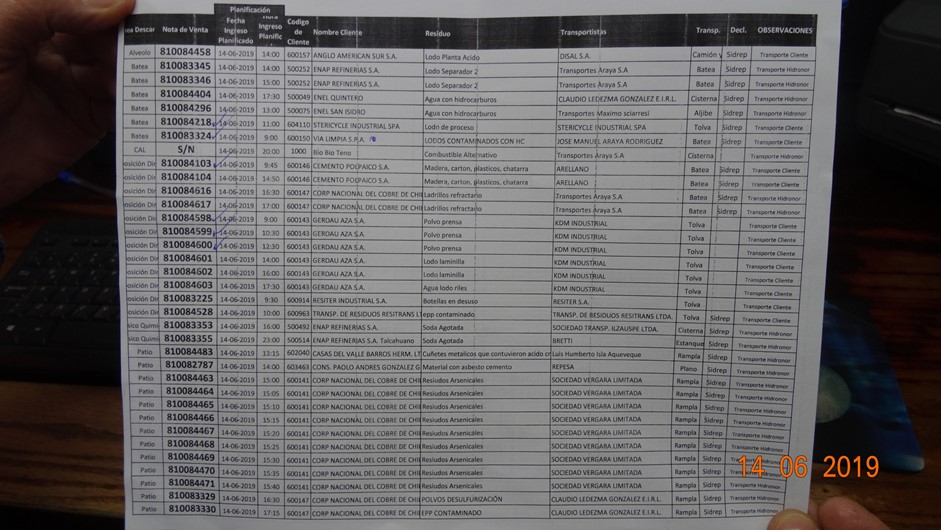 Planificación
ea Descar Nota de Venta Fecha Ingreso Planificado Hora Ingreso Planific Codigo de Cliente Nombre Cliente Residuo Transportistas Transp. Decl. OBSERVACIONES
Alveolo 810084458 14-06-2019 14:00 600157 ANGLO AMERICAN SUR S.A. Lodo Planta Acido DISAL S.A. Camión y Sidrep Transporte Cliente
Batea 810083345 14-06-2019 14:00 500252 ENAP REFINERIAS S.A. Lodo Separador 2 Transportes Araya S.A Batea Sidrep Transporte Hidronor
Batea 810083346 14-06-2019 15:00 500252 ENAP REFINERIAS S.A. Lodo Separador 2 Transportes Araya S.A Batea Sidrep Transporte Hidronor
Batea 810084404 14-06-2019 17:30 500049 ENEL QUINTERO Agua con hidrocarburos CLAUDIO LEDEZMA GONZALEZ E.I.R.L. Cisterna Sidrep Transporte Hidronor
Batea 810084296 14-06-2019 13:00 500075 ENEL SAN ISIDRO Agua con hidrocarburos Transportes Maximo sciarresi Aljibe Sidrep Transporte Hidronor
Batea 810084218 14-06-2019 11:00 604110 STERICYCLE INDUSTRIAL SPA Lodo de proceso STERICYCLE INDUSTRIAL SPA Tolva Sidrep Transporte Cliente
Batea 810083324 14-06-2019 9:00 600150 VIA LIMPIA S.P.A. LODOS CONTAMINADOS CON HC JOSE MANUEL ARAYA RODRIGUEZ Batea Sidrep Transporte Hidronor
CAL S/N 14-06-2019 20:00 1000 Bio Bio Teno Combustible Alternativo Transportes Araya S.A Cisterna Transporte Hidronor
osición Dir 810084103 14-06-2019 9:45 600146 CEMENTO POLPAICO S.A. Madera, carton, plasticos, chatarra ARELLANO Batea Sidrep Transporte Cliente
osición Dir 810084104 14-06-2019 14:50 600146 CEMENTO POLPAICO S.A. Madera, carton, plasticos, chatarra ARELLANO Batea Sidrep Transporte Cliente
osición Dir 810084616 14-06-2019 16:30 600147 CORP NACIONAL DEL COBRE DE CHI Ladrillos refractario Transportes Araya S.A Batea Sidrep Transporte Hidronor
osición Dir 810084617 14-06-2019 17:00 600147 CORP NACIONAL DEL COBRE DE CHI Ladrillos refractario Transportes Araya S.A Batea Sidrep Transporte Hidronor
osición Dir 810084598 14-06-2019 9:00 600143 GERDAU AZA S.A. Polvo prensa KDM INDUSTRIAL Tolva Transporte Cliente
osición Dir 810084599 14-06-2019 10:30 600143 GERDAU AZA S.A. Polvo prensa KDM INDUSTRIAL Tolva Transporte Cliente
osición Dir 810084600 14-06-2019 12:30 600143 GERDAU AZA S.A. Polvo prensa KDM INDUSTRIAL Tolva Transporte Cliente
osición Dir 810084601 14-06-2019 14:00 600143 GERDAU AZA S.A. Lodo laminilla KDM INDUSTRIAL Tolva Transporte Cliente
osición Dir 810084602 14-06-2019 16:00 600143 GERDAU AZA S.A. Lodo laminilla KDM INDUSTRIAL Tolva Transporte Cliente
osición Dir 810084603 14-06-2019 17:30 600143 GERDAU AZA S.A. Agua lodo riles KDM INDUSTRIAL Tolva Transporte Cliente
osición Dir 810083225 14-06-2019 9:30 600914 RESITER INDUSTRIAL S.A. Botellas en desuso RESITER S.A. Tolva Transporte Cliente
osición Dir 810084528 14-06-2019 10:00 600963 TRANSP. DE RESIDUOS RESITRANS L epp contaminado TRANSP. DE RESIDUOS RESITRANS LTDA. Tolva Sidrep Transporte Cliente
sico Quimi 810083353 14-06-2019 16:00 500492 ENAP REFINERIAS S.A. Soda Agotada SOCIEDAD TRANSP. ILZAUSPE LTDA. Cisterna Sidrep Transporte Hidronor
sico Quimi 810083355 14-06-2019 23:00 500514 ENAP REFINERIAS S.A. Talcahuano Soda Agotada BRETTI Estanque Sidrep Transporte Hidronor
Patio 810084483 14-06-2019 13:15 602040 CASAS DEL VALLE BARROS HERM. LT Cuñetes metalicos que contuvieron acido o Luis Humberto Isla Aqueveque Rampla Sidrep Transporte Hidronor
Patio 810082787 14-06-2019 14:00 603463 CONS. PAOLO ANDRES GONZALEZ G Material con asbesto cemento REPESA Plano Sidrep Transporte Cliente
Patio 810084463 14-06-2019 15:00 600141 CORP NACIONAL DEL COBRE DE CHI Resiudos Arsenicales SOCIEDAD VERGARA LIMITADA Rampla Sidrep Transporte Hidronor
Patio 810084464 14-06-2019 15:05 600141 CORP NACIONAL DEL COBRE DE CHI Resiudos Arsenicales SOCIEDAD VERGARA LIMITADA Rampla Sidrep Transporte Hidronor
Patio 810084465 14-06-2019 15:10 600141 CORP NACIONAL DEL COBRE DE CHI Resiudos Arsenicales SOCIEDAD VERGARA LIMITADA Rampla Sidrep Transporte Hidronor
Patio 810084466 14-06-2019 15:15 600141 CORP NACIONAL DEL COBRE DE CHI Resiudos Arsenicales SOCIEDAD VERGARA LIMITADA Rampla Sidrep Transporte Hidronor
Patio 810084467 14-06-2019 15:20 600141 CORP NACIONAL DEL COBRE DE CHI Resiudos Arsenicales SOCIEDAD VERGARA LIMITADA Rampla Sidrep Transporte Hidronor
Patio 810084468 14-06-2019 15:25 600141 CORP NACIONAL DEL COBRE DE CHI Resiudos Arsenicales SOCIEDAD VERGARA LIMITADA Rampla Sidrep Transporte Hidronor
Patio 810084469 14-06-2019 15:30 600141 CORP NACIONAL DEL COBRE DE CHI Resiudos Arsenicales SOCIEDAD VERGARA LIMITADA Rampla Sidrep Transporte Hidronor
Patio 810084470 14-06-2019 15:35 600141 CORP NACIONAL DEL COBRE DE CHI Resiudos Arsenicales SOCIEDAD VERGARA LIMITADA Rampla Sidrep
Patio 810084471 14-06-2019 15:40 600141 CORP NACIONAL DEL COBRE DE CHI Resiudos Arsenicales SOCIEDAD VERGARA LIMITADA Rampla Sidrep Transporte Hidronor
Patio 810083329 14-06-2019 16:30 600147 CORP NACIONAL DEL COBRE DE CHI POLVOS DESULFURIZACIÓN CLAUDIO LEDEZMA GONZALEZ E.I.R.L. Rampla Sidrep Transporte Hidronor
Patio 810083330 14-06-2019 17:15 600147 CORP NACIONAL DEL COBRE DE CHI EPP CONTAMINADO CLAUDIO LEDEZMA GONZALEZ E.I.R.L. Rampla Sidrep Transporte Hidronor
14 06 2019